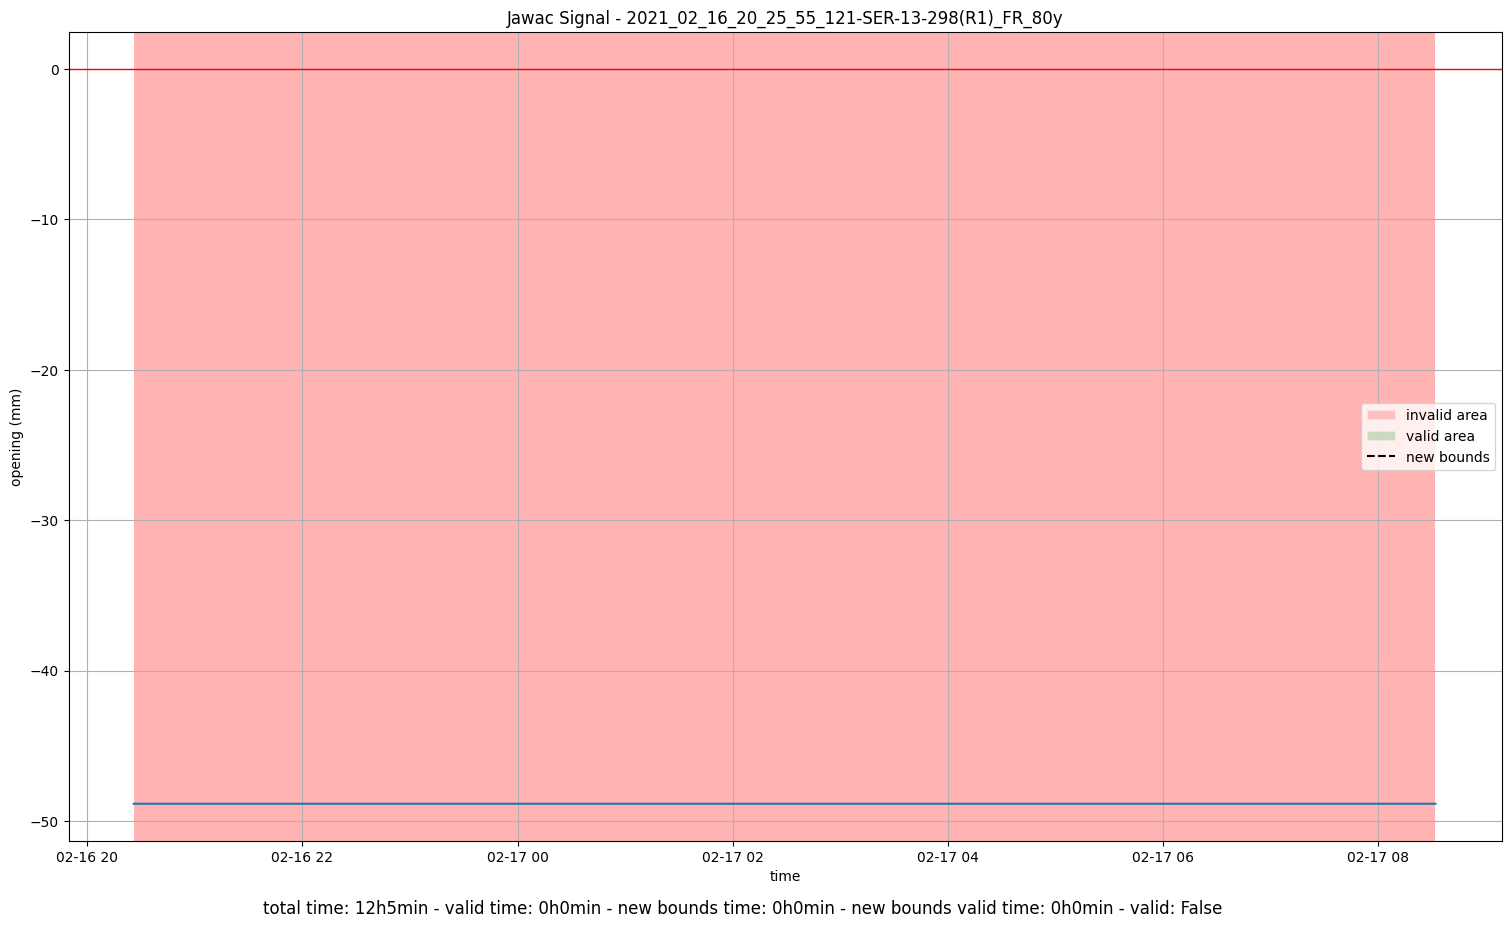 Jawac Signal - 2021_02_16_20_25_55_121-SER-13-298(R1)_FR_80y
0
−10
−20
−30
−40
−50
opening (mm)
invalid area
valid area
new bounds
02-16 20
02-16 22
02-17 00
02-17 02
02-17 04
02-17 06
02-17 08
time
total time: 12h5min - valid time: 0h0min - new bounds time: 0h0min - new bounds valid time: 0h0min - valid: False